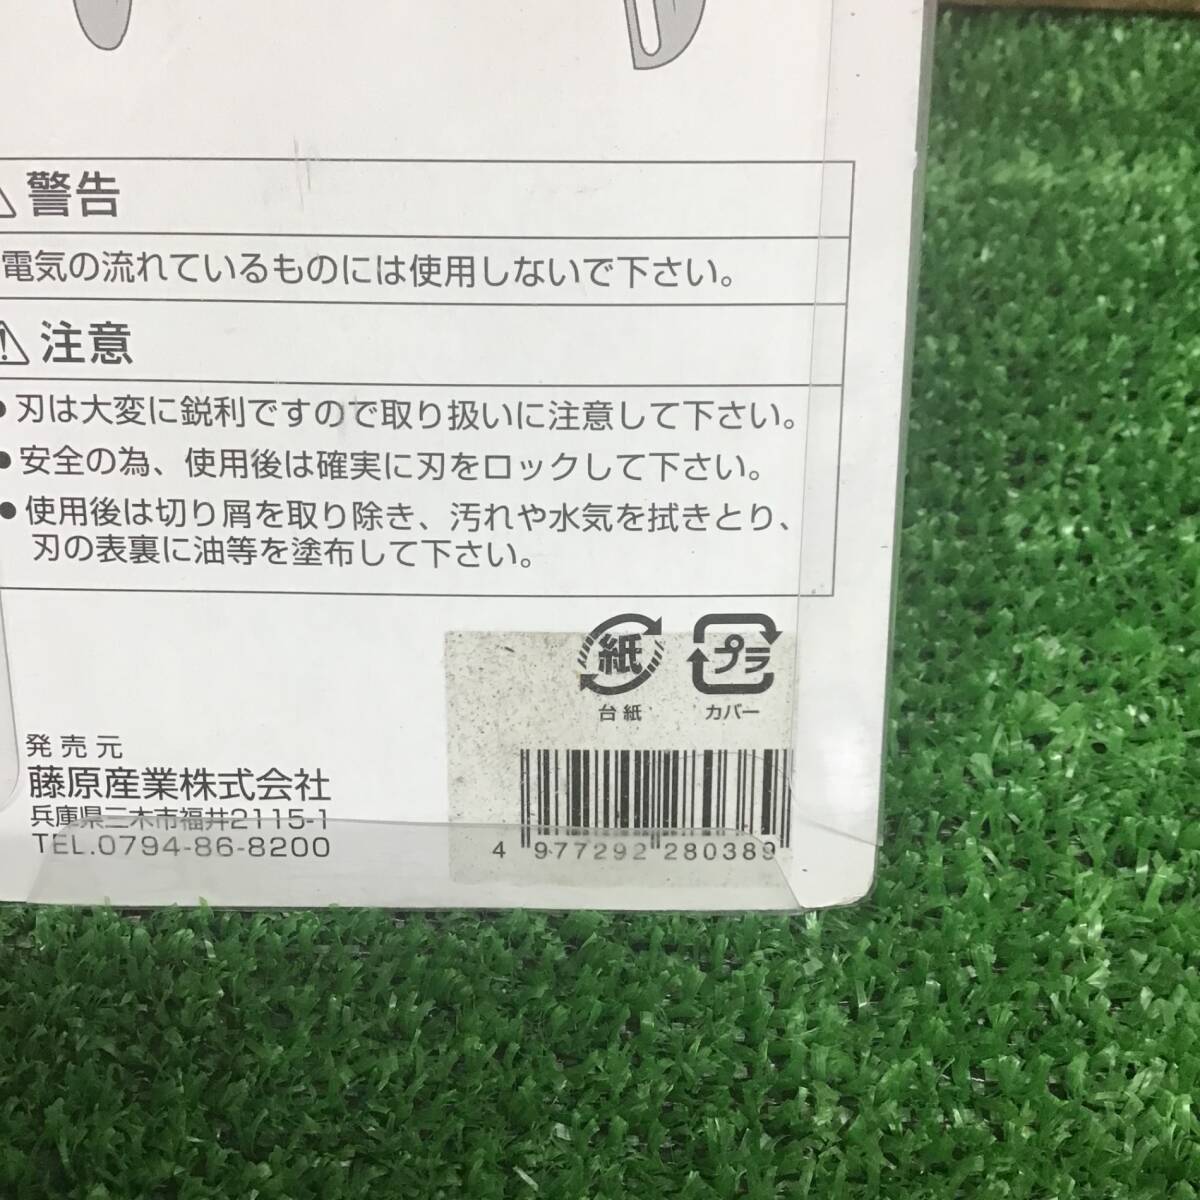 警告
電気の流れているものには使用しないで下さい。
注意
● 刃は大変に鋭利ですので取り扱いに注意して下さい。
● 安全の為、使用後は確実に刃をロックして下さい。
● 使用後は切り屑を取り除き、汚れや水気を拭きとり、
刃の表裏に油等を塗布して下さい。
紙 プラ
台紙 カバー
発売元
藤原産業株式会社
兵庫県三木市福井2115-1
TEL.0794-86-8200
4 977292 280389